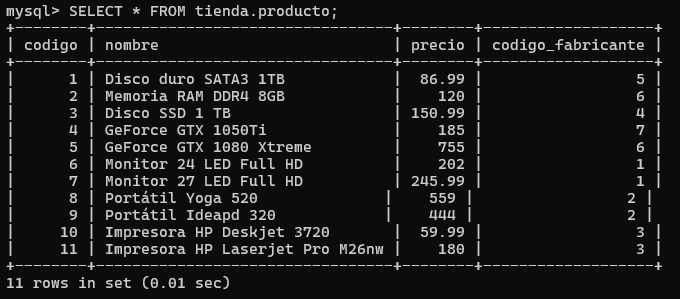 mysql> SELECT * FROM tienda.producto;
+--------+---------------------------------+--------+-------------------+
| codigo | nombre                          | precio | codigo_fabricante |
+--------+---------------------------------+--------+-------------------+
|      1 | Disco duro SATA3 1TB            |  86.99 |                 5 |
|      2 | Memoria RAM DDR4 8GB            |    120 |                 6 |
|      3 | Disco SSD 1 TB                  | 150.99 |                 4 |
|      4 | GeForce GTX 1050Ti              |    185 |                 7 |
|      5 | GeForce GTX 1080 Xtreme         |    755 |                 6 |
|      6 | Monitor 24 LED Full HD          |    202 |                 1 |
|      7 | Monitor 27 LED Full HD          | 245.99 |                 1 |
|      8 | Portátil Yoga 520              |    559 |                 2 |
|      9 | Portátil Ideapd 320            |    444 |                 2 |
|     10 | Impresora HP Deskjet 3720       |  59.99 |                 3 |
|     11 | Impresora HP Laserjet Pro M26nw |    180 |                 3 |
+--------+---------------------------------+--------+-------------------+
11 rows in set (0.01 sec)